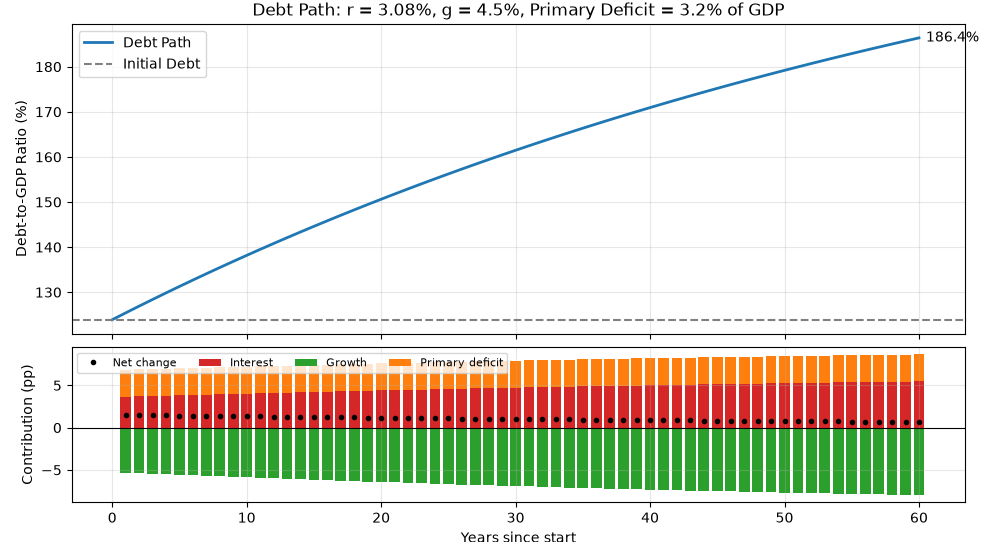 Debt Path: r = 3.08%, g = 4.5%, Primary Deficit = 3.2% of GDP
Debt Path
Initial Debt
186.4%
Debt-to-GDP Ratio (%)
180
170
160
150
140
130
Net change Interest Growth Primary deficit
Contribution (pp)
5
0
−5
0 10 20 30 40 50 60
Years since start